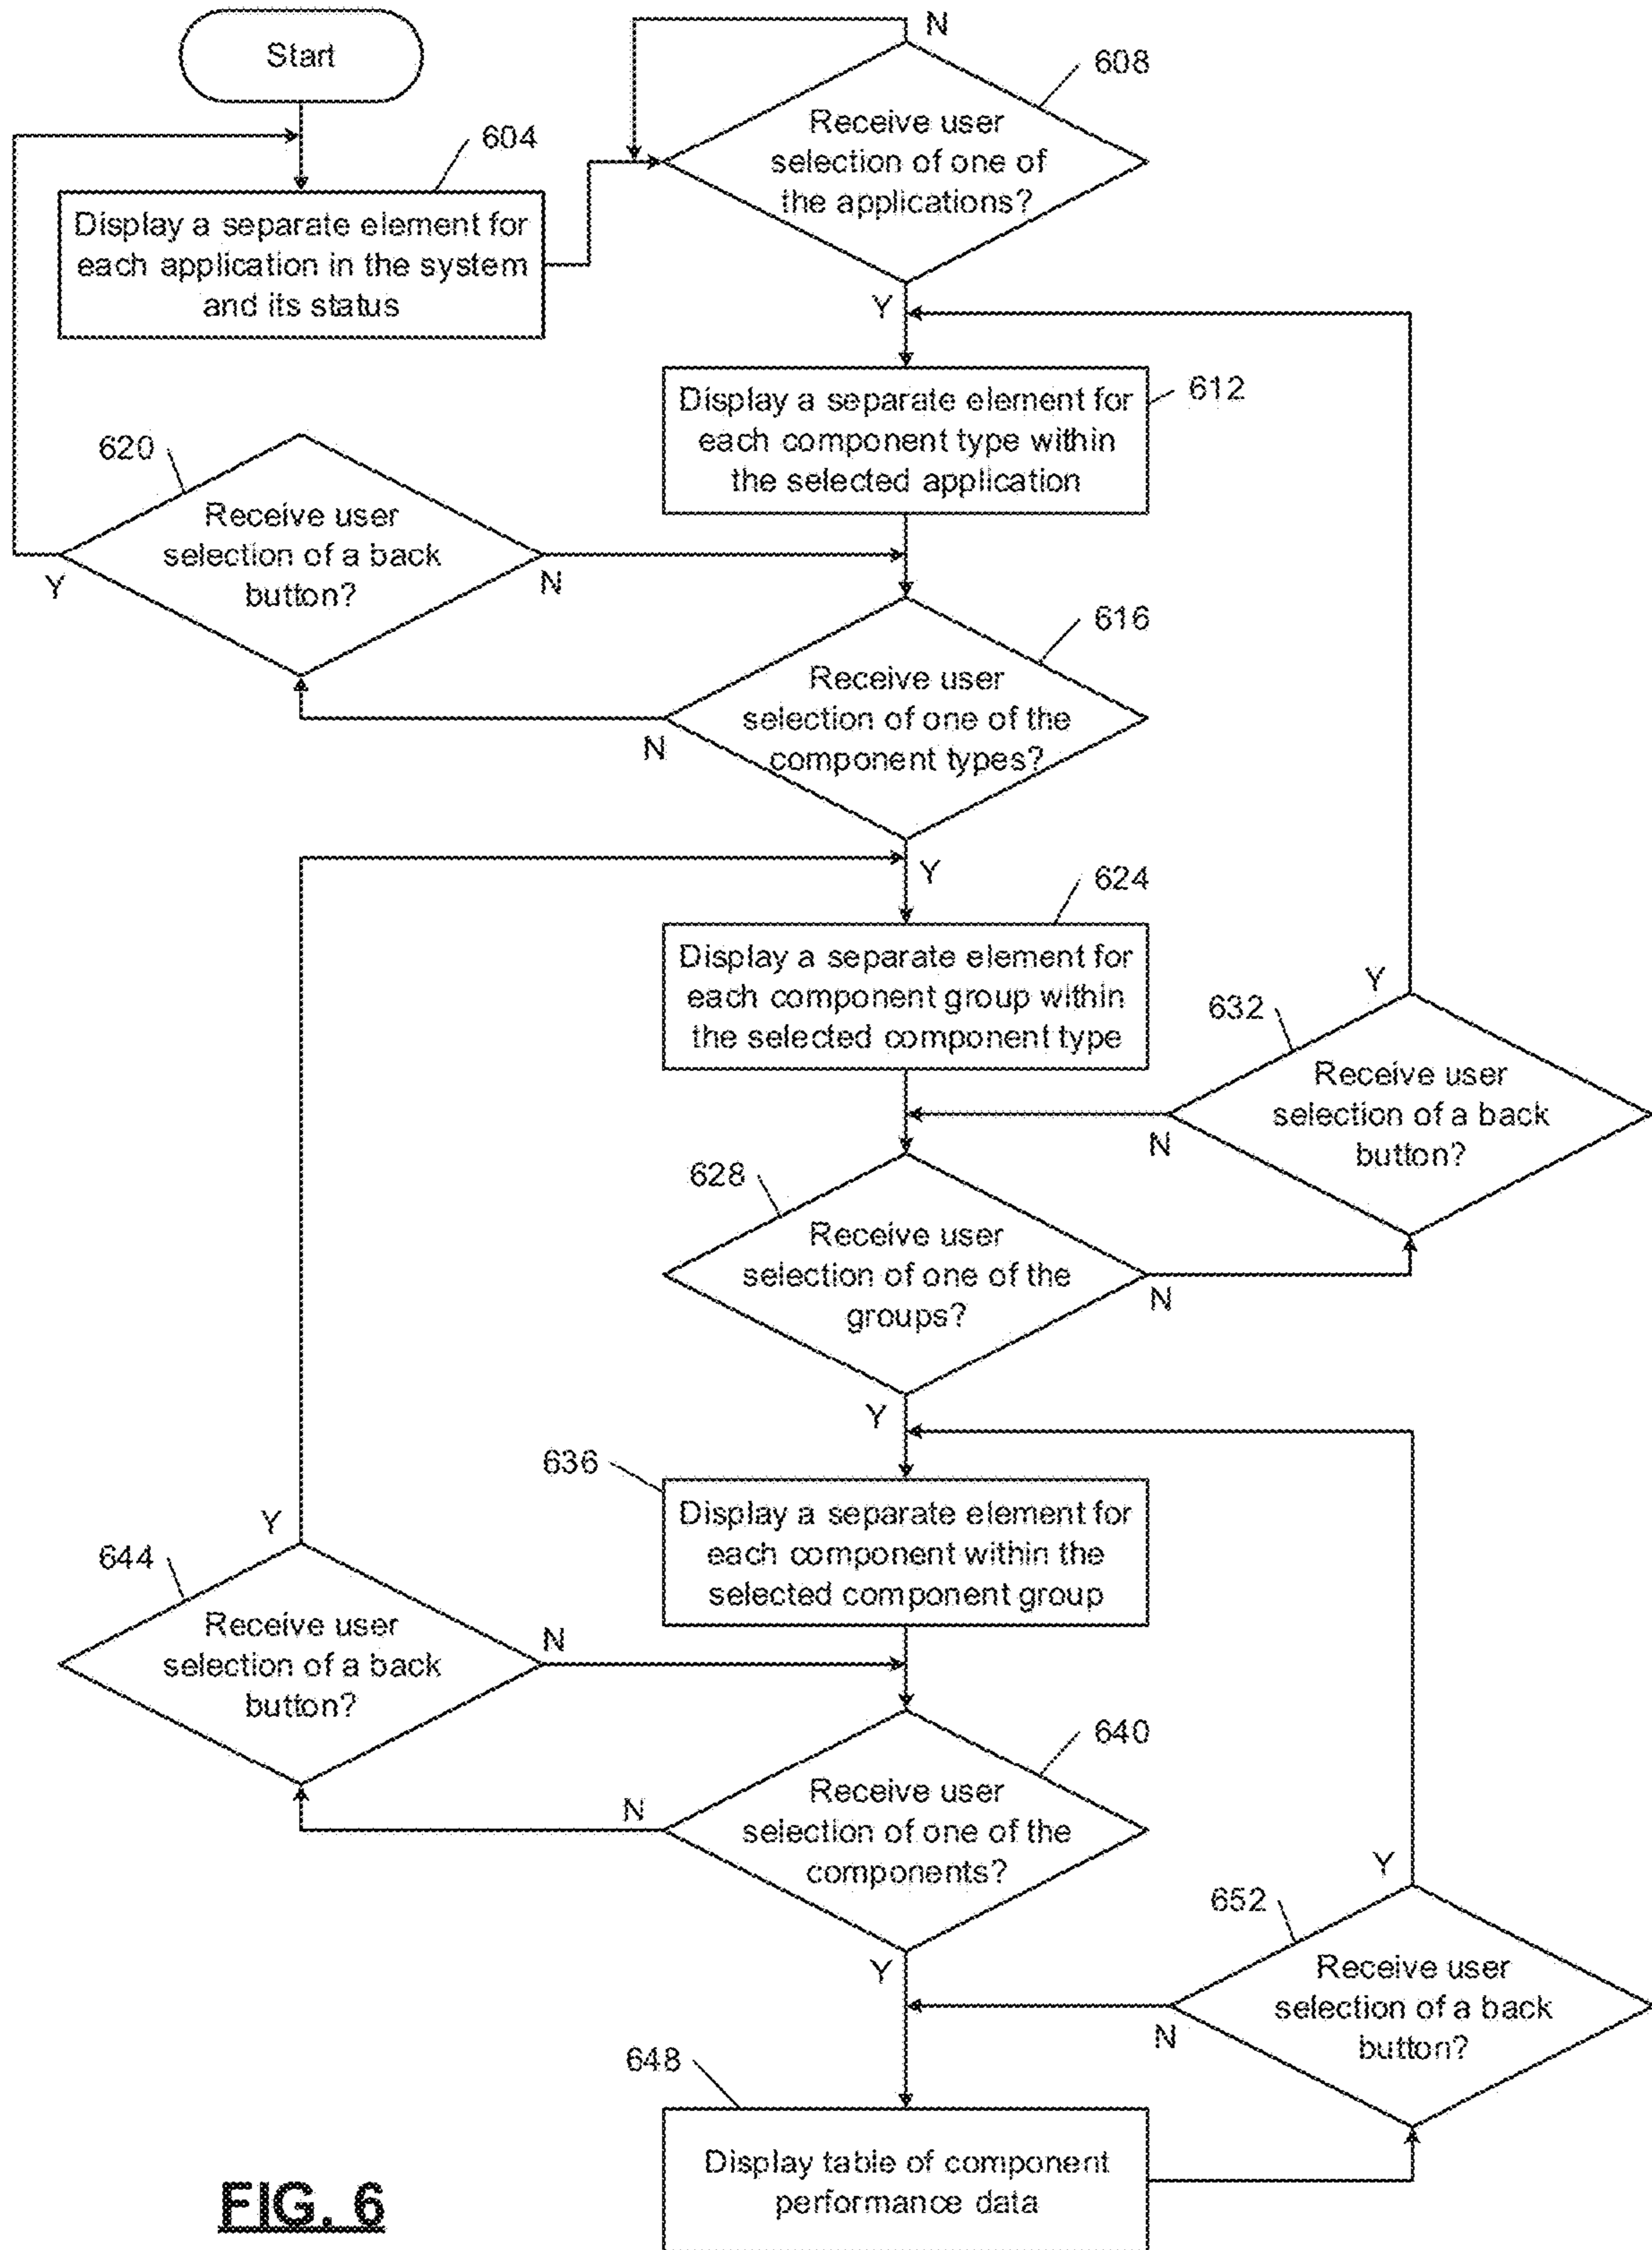 Start
604
Display a separate element for
each application in the system
and its status
N
608
Receive user
selection of one of
the applications?
Y
612
Display a separate element for
each component type within
the selected application
620
Receive user
selection of a back
button?
Y
N
616
Receive user
selection of one of the
component types?
N
Y
624
Display a separate element for
each component group within
the selected component type
632
Y
Receive user
selection of a back
button?
N
628
Receive user
selection of one of the
groups?
N
Y
636
Display a separate element for
each component within the
selected component group
644
Y
Receive user
selection of a back
button?
N
640
Receive user
selection of one of the
components?
N
Y
652
Y
Receive user
selection of a back
button?
N
648
Display table of component
performance data
FIG. 6